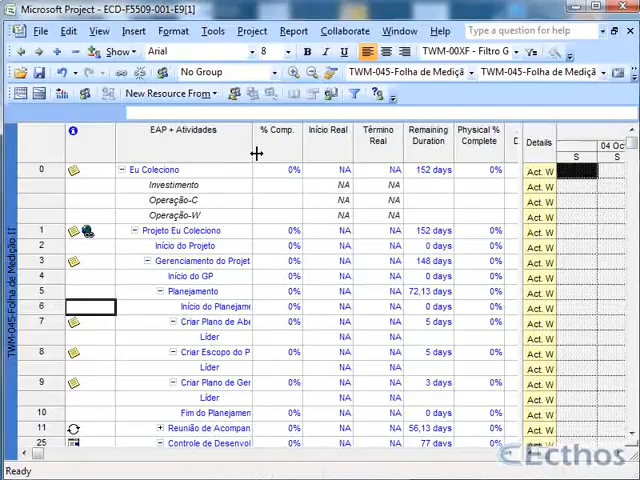 Microsoft Project - ECD-F5509-001-E9[1]
File Edit View Insert Format Tools Project Report Collaborate Window Help
Type a question for help
Show Arial 8 B I U TWM-00XF - Filtro G
No Group TWM-045-Folha de Mediçã TWM-045-Folha de Mediçã
New Resource From
EAP + Atividades % Comp. Início Real Término Real Remaining Duration Physical % Complete Details 04 Oc
S S
0 Eu Coleciono 0% NA NA 152 days 0% Act. W
Investimento NA NA Act. W
Operação-C NA NA Act. W
Operação-W NA NA Act. W
1 Projeto Eu Coleciono 0% NA NA 152 days 0% Act. W
2 Início do Projeto 0% NA NA 0 days 0% Act. W
3 Gerenciamento do Projet 0% NA NA 148 days 0% Act. W
4 Início do GP 0% NA NA 0 days 0% Act. W
5 Planejamento 0% NA NA 72,13 days 0% Act. W
6 Início do Planejame 0% NA NA 0 days 0% Act. W
7 Criar Plano de Abe 0% NA NA 5 days 0% Act. W
Líder NA NA Act. W
8 Criar Escopo do P 0% NA NA 5 days 0% Act. W
Líder NA NA Act. W
9 Criar Plano de Ger 0% NA NA 3 days 0% Act. W
Líder NA NA Act. W
10 Fim do Planejamen 0% NA NA 0 days 0% Act. W
11 Reunião de Acompan 0% NA NA 56,13 days 0% Act. W
25 Controle de Desenvol 0% NA NA 77 days 0% Act. W
TWM-045-Folha de Medição II
Ready
Ecthos